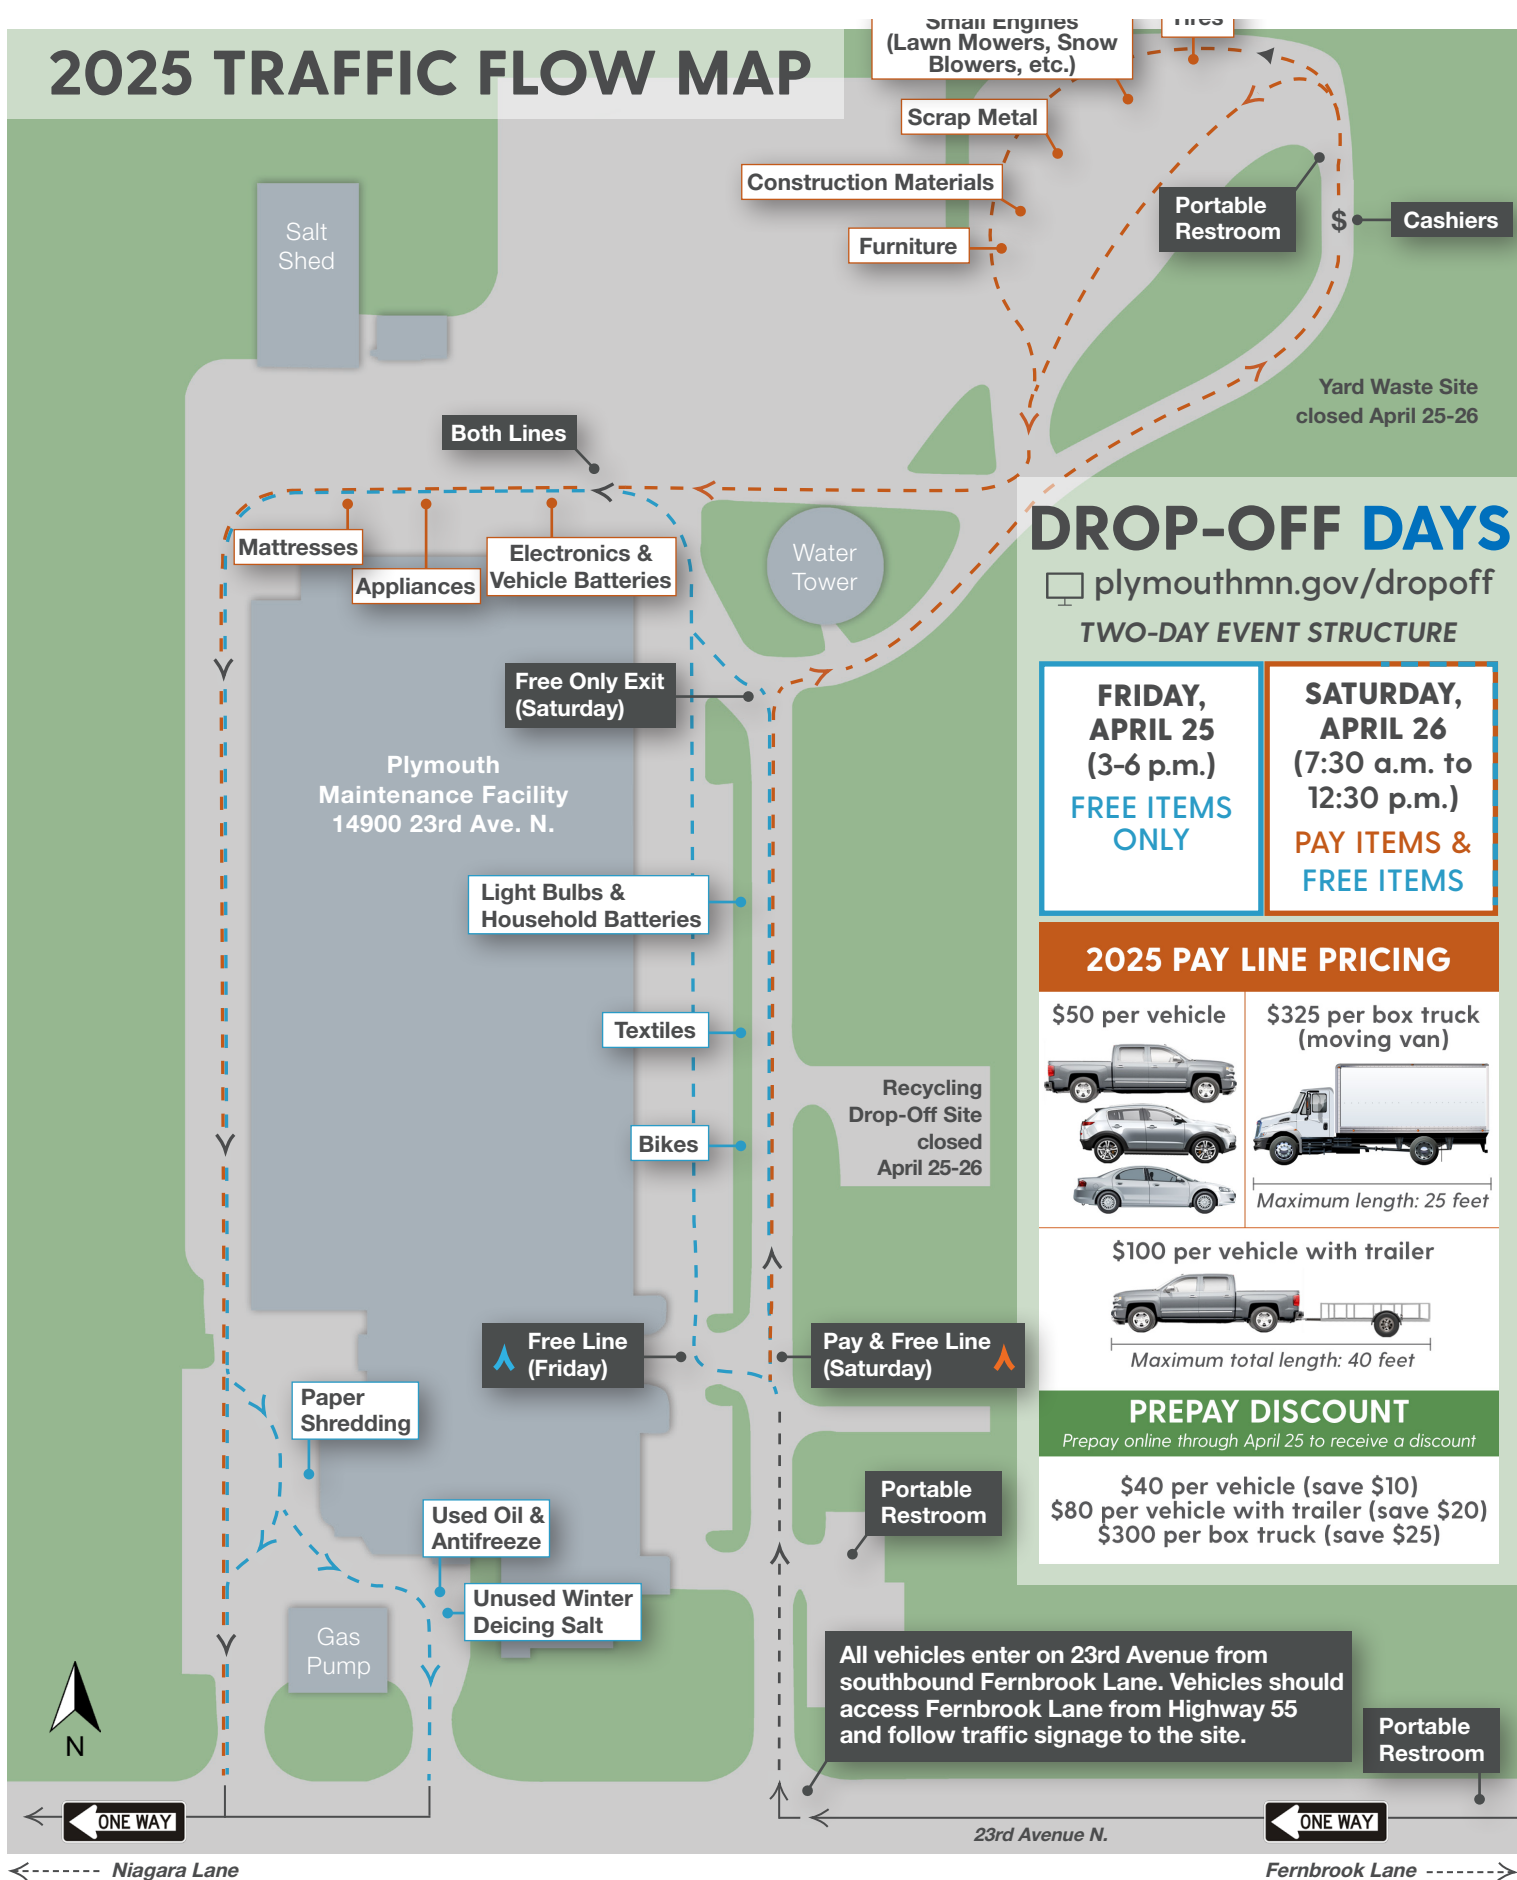 2025 TRAFFIC FLOW MAP
Small Engines
(Lawn Mowers, Snow
Blowers, etc.)
Tires
Scrap Metal
Construction Materials
Furniture
Portable
Restroom
$
Cashiers
Salt
Shed
Yard Waste Site
closed April 25-26
Both Lines
Mattresses
Appliances
Electronics &
Vehicle Batteries
Water
Tower
Free Only Exit
(Saturday)
Plymouth
Maintenance Facility
14900 23rd Ave. N.
Light Bulbs &
Household Batteries
Textiles
Bikes
Recycling
Drop-Off Site
closed
April 25-26
Free Line
(Friday)
Pay & Free Line
(Saturday)
Paper
Shredding
Used Oil &
Antifreeze
Unused Winter
Deicing Salt
Gas
Pump
Portable
Restroom
All vehicles enter on 23rd Avenue from
southbound Fernbrook Lane. Vehicles should
access Fernbrook Lane from Highway 55
and follow traffic signage to the site.
Portable
Restroom
N
ONE WAY
ONE WAY
23rd Avenue N.
Niagara Lane
Fernbrook Lane
DROP-OFF DAYS
plymouthmn.gov/dropoff
TWO-DAY EVENT STRUCTURE
FRIDAY,
APRIL 25
(3-6 p.m.)
FREE ITEMS
ONLY
SATURDAY,
APRIL 26
(7:30 a.m. to
12:30 p.m.)
PAY ITEMS &
FREE ITEMS
2025 PAY LINE PRICING
$50 per vehicle
$325 per box truck
(moving van)
Maximum length: 25 feet
$100 per vehicle with trailer
Maximum total length: 40 feet
PREPAY DISCOUNT
Prepay online through April 25 to receive a discount
$40 per vehicle (save $10)
$80 per vehicle with trailer (save $20)
$300 per box truck (save $25)